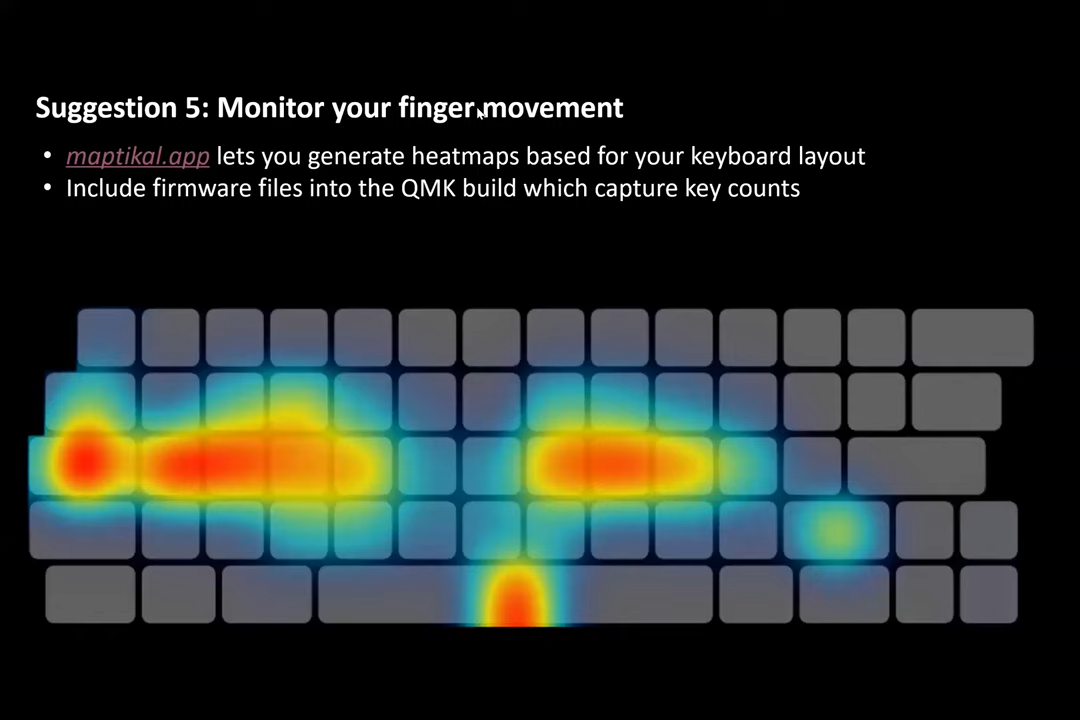 Suggestion 5: Monitor your finger movement
• maptikal.app lets you generate heatmaps based for your keyboard layout
• Include firmware files into the QMK build which capture key counts